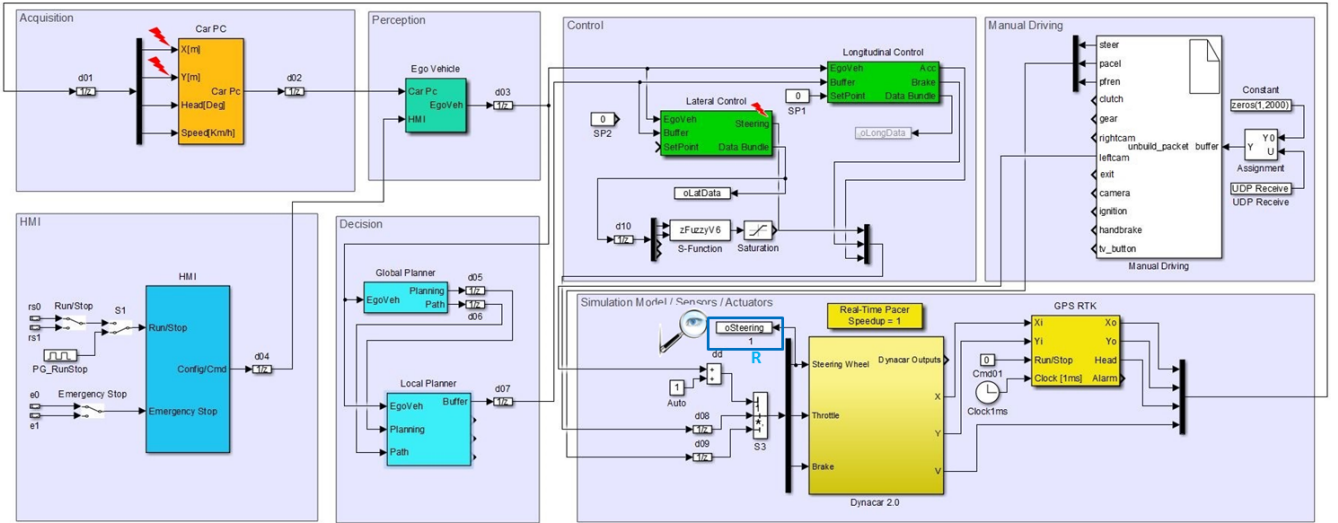 Acquisition
Car PC
X[m]
Y[m]
Head[Deg]
Speed[Km/h]
Car Pc
d01
1/z
d02
1/z
Perception
Ego Vehicle
Car Pc
EgoVeh
HMI
d03
1/z
Control
Longitudinal Control
EgoVeh
Acc
Buffer
Brake
SetPoint
Data Bundle
0
SP1
_oLongData
Lateral Control
EgoVeh
Steering
Buffer
SetPoint
Data Bundle
0
SP2
oLatData
d10
1/z
zFuzzyV6
S-Function
Saturation
Manual Driving
steer
pacel
pfren
clutch
gear
rightcam
leftcam
exit
camera
ignition
handbrake
tv_button
unbuild_packet
buffer
Manual Driving
Constant
zeros(1,2000)
Y0
Y
U
Assignment
UDP Receive
UDP Receive
HMI
HMI
Run/Stop
Config/Cmd
Emergency Stop
rs0
rs1
Run/Stop
S1
PG_RunStop
e0
e1
Emergency Stop
d04
1/z
Decision
Global Planner
EgoVeh
Planning
Path
d05
1/z
1/z
d06
Local Planner
EgoVeh
Buffer
Planning
Path
d07
1/z
Simulation Model / Sensors / Actuators
oSteering
1
R
dd
+
+
1
Auto
d08
1/z
d09
1/z
*
S3
Real-Time Pacer
Speedup = 1
Steering Wheel
Dynacar Outputs
X
Throttle
Y
Brake
V
Dynacar 2.0
GPS RTK
Xi
Xo
Yi
Yo
Run/Stop
Head
Clock [1ms]
Alarm
0
Cmd01
Clock1ms